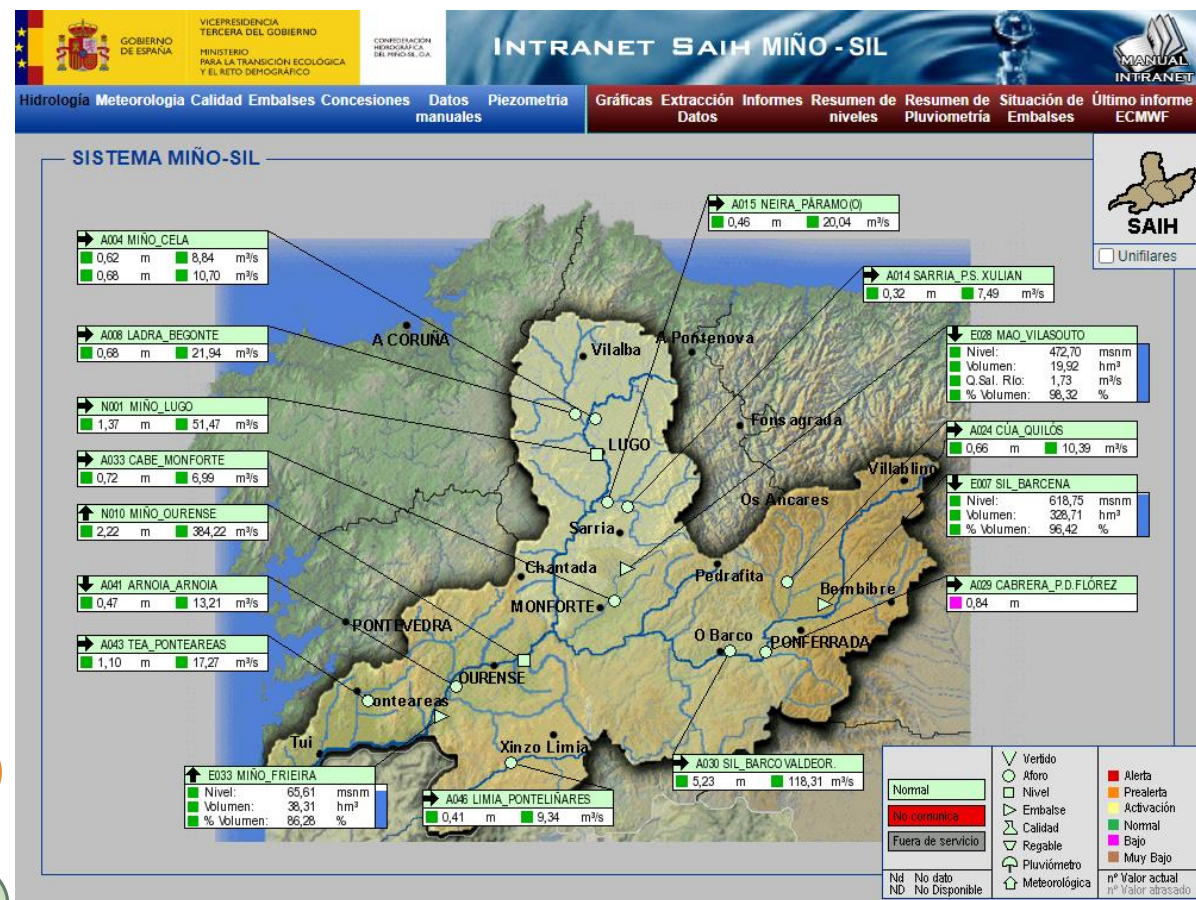 GOBIERNO
DE ESPAÑA
VICEPRESIDENCIA
TERCERA DEL GOBIERNO
MINISTERIO
PARA LA TRANSICIÓN ECOLÓGICA
Y EL RETO DEMOGRÁFICO
CONFEDERACIÓN
HIDROGRÁFICA
DEL MIÑO-SIL, O.A.
INTRANET SAIH MIÑO - SIL
MANUAL
INTRANET
Hidrología Meteorologia Calidad Embalses Concesiones Datos manuales Piezometria Gráficas Extracción Datos Informes Resumen de niveles Resumen de Pluviometría Situación de Embalses Último informe ECMWF
SISTEMA MIÑO-SIL
SAIH
Unifilares
A015 NEIRA_PÁRAMO(O)
0,46 m 20,04 m³/s
A004 MIÑO_CELA
0,62 m 8,84 m³/s
0,68 m 10,70 m³/s
A014 SARRIA_P.S. XULIAN
0,32 m 7,49 m³/s
A008 LADRA_BEGONTE
0,68 m 21,94 m³/s
E028 MAO_VILASOUTO
Nivel: 472,70 msnm
Volumen: 19,92 hm³
Q.Sal. Río: 1,73 m³/s
% Volumen: 98,32 %
N001 MIÑO_LUGO
1,37 m 51,47 m³/s
A024 CÚA_QUILÓS
0,66 m 10,39 m³/s
A033 CABE_MONFORTE
0,72 m 6,99 m³/s
E007 SIL_BARCENA
Nivel: 618,75 msnm
Volumen: 328,71 hm³
% Volumen: 96,42 %
N010 MIÑO_OURENSE
2,22 m 384,22 m³/s
A041 ARNOIA_ARNOIA
0,47 m 13,21 m³/s
A029 CABRERA_P.D.FLÓREZ
0,84 m
A043 TEA_PONTEAREAS
1,10 m 17,27 m³/s
A CORUÑA
A Pontenova
Vilalba
Fonsagrada
LUGO
Villablino
Os Ancares
Sarria
Chantada
Pedrafita
Bembibre
MONFORTE
PONTEVEDRA
O Barco
PONFERRADA
OURENSE
Ponteareas
Tui
Xinzo Limia
E033 MIÑO_FRIEIRA
Nivel: 65,61 msnm
Volumen: 38,31 hm³
% Volumen: 86,28 %
A046 LIMIA_PONTELIÑARES
0,41 m 9,34 m³/s
A030 SIL_BARCO VALDEOR.
5,23 m 118,31 m³/s
Normal
No comunica
Fuera de servicio
Nd No dato
ND No Disponible
Vertido
Aforo
Nivel
Embalse
Calidad
Regable
Pluviómetro
Meteorológica
Alerta
Prealerta
Activación
Normal
Bajo
Muy Bajo
nº Valor actual
nº Valor atrasado